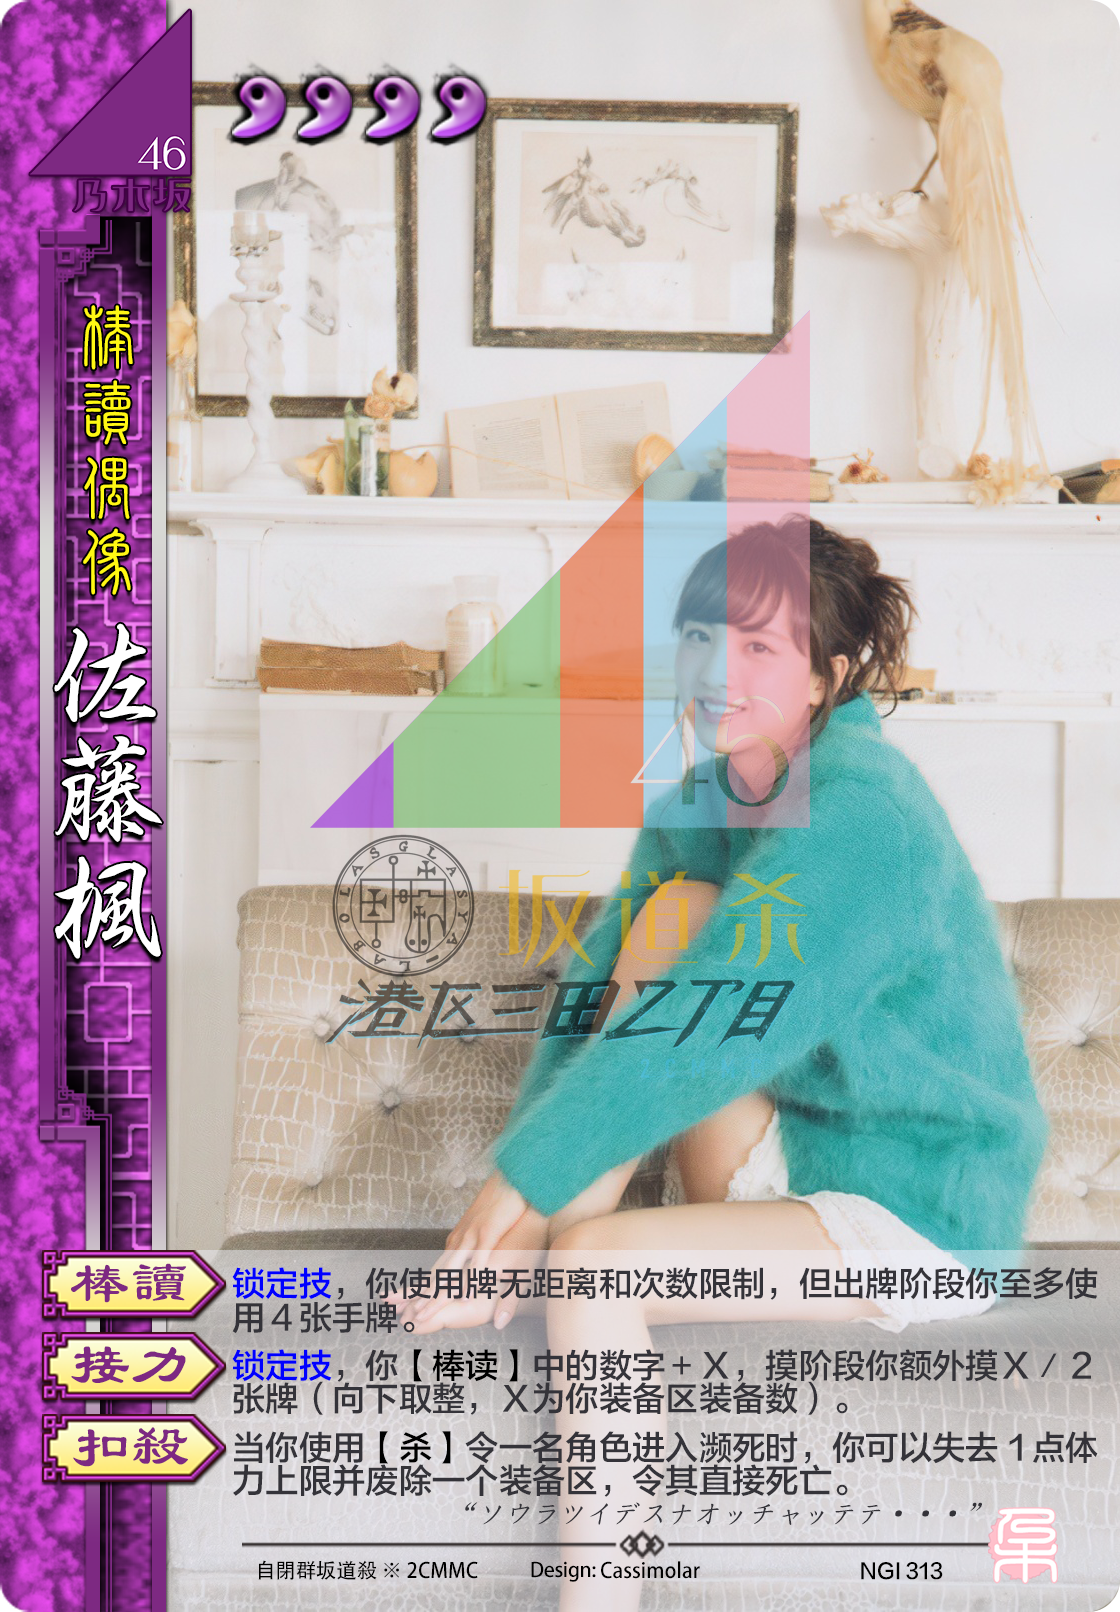 46
乃木坂
棒讀偶像
佐藤楓
46
GLASYA LABOLAS
坂道杀
港区三田2丁目
棒讀
锁定技，你使用牌无距离和次数限制，但出牌阶段你至多使
用４张手牌。
接力
锁定技，你【棒读】中的数字＋Ｘ，摸阶段你额外摸Ｘ／２
张牌（向下取整，Ｘ为你装备区装备数）。
扣殺
当你使用【杀】令一名角色进入濒死时，你可以失去１点体
力上限并废除一个装备区，令其直接死亡。
“ソウラツイデスナオッチャッテテ・・・”
自閉群坂道殺 ※ 2CMMC Design: Cassimolar NGI 313